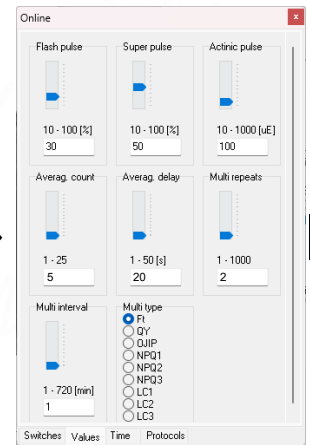 Online
x
Flash pulse Super pulse Actinic pulse
10 - 100 [%] 10 - 100 [%] 10 - 1000 [uE]
30 50 100
Averag. count Averag. delay Multi repeats
1 - 25 1 - 50 [s] 1 - 1000
5 20 2
Multi interval Multi type
Ft
QY
OJIP
NPQ1
NPQ2
1 - 720 [min] NPQ3
LC1
1 LC2
LC3
Switches Values Time Protocols